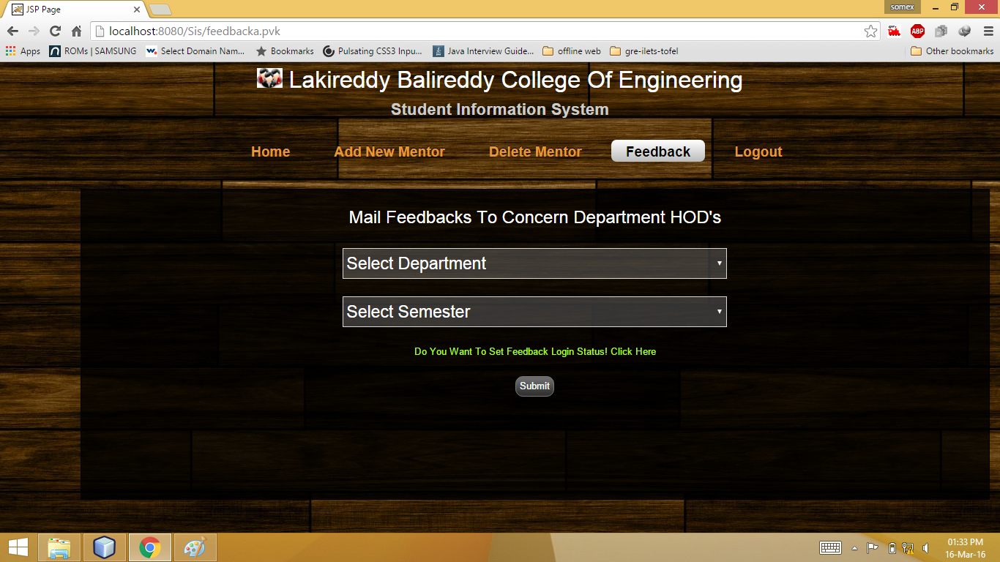 JSP Page
somex
localhost:8080/Sis/feedbacka.pvk
ABP
Apps ROMs | SAMSUNG Select Domain Nam... Bookmarks Pulsating CSS3 Inpu... Java Interview Guide... offline web gre-ilets-tofel Other bookmarks
Lakireddy Balireddy College Of Engineering
Student Information System
Home Add New Mentor Delete Mentor Feedback Logout
Mail Feedbacks To Concern Department HOD's
Select Department
Select Semester
Do You Want To Set Feedback Login Status! Click Here
Submit
01:33 PM
16-Mar-16